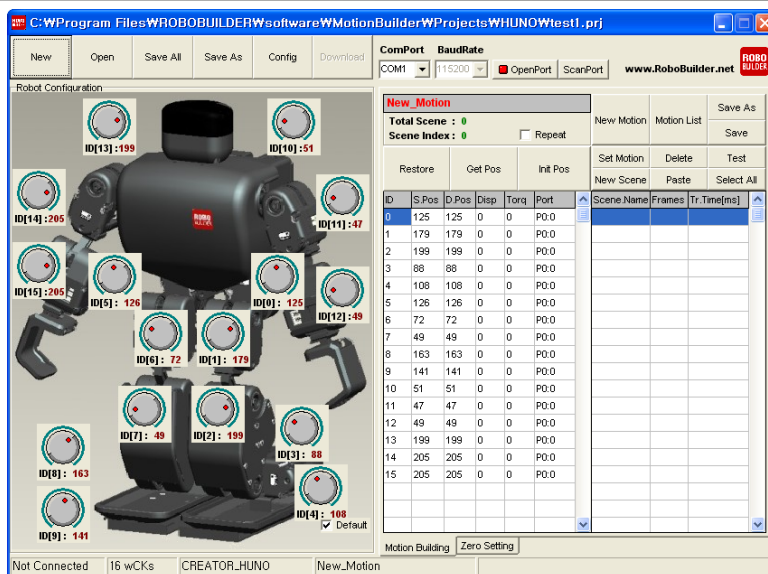 C:₩Program Files₩ROBOBUILDER₩software₩MotionBuilder₩Projects₩HUNO₩test1.prj
New Open Save All Save As Config Download
ComPort BaudRate
COM1 115200 OpenPort ScanPort www.RoboBuilder.net ROBO
BUILDER
Robot Configuration
ID[13] :199
ID[10] :51
ID[14] :205
ID[11] :47
ROBO
BUILDER
ID[15] :205
ID[5] : 126
ID[0] : 125
ID[12] :49
ID[6] : 72
ID[1] : 179
ID[7] : 49
ID[2] : 199
ID[3] : 88
ID[8] : 163
ID[4] : 108
Default
ID[9] : 141
New_Motion
Total Scene : 0
Scene Index : 0 Repeat
New Motion Motion List Save As
Save
Restore Get Pos Init Pos
Set Motion Delete Test
New Scene Paste Select All
ID S.Pos D.Pos Disp Torq Port
0 125 125 0 0 P0:0
1 179 179 0 0 P0:0
2 199 199 0 0 P0:0
3 88 88 0 0 P0:0
4 108 108 0 0 P0:0
5 126 126 0 0 P0:0
6 72 72 0 0 P0:0
7 49 49 0 0 P0:0
8 163 163 0 0 P0:0
9 141 141 0 0 P0:0
10 51 51 0 0 P0:0
11 47 47 0 0 P0:0
12 49 49 0 0 P0:0
13 199 199 0 0 P0:0
14 205 205 0 0 P0:0
15 205 205 0 0 P0:0
Scene.Name Frames Tr.Time[ms]
Motion Building Zero Setting
Not Connected 16 wCKs CREATOR_HUNO New_Motion